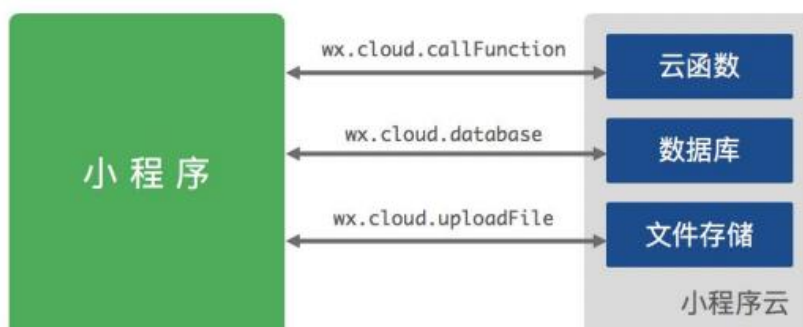 wx.cloud.callFunction
云函数
wx.cloud.database
小程序
数据库
wx.cloud.uploadFile
文件存储
小程序云